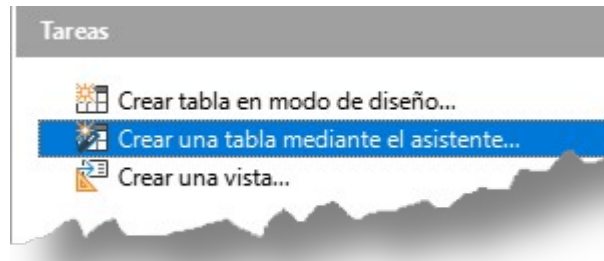 Tareas
Crear tabla en modo de diseño...
Crear una tabla mediante el asistente...
Crear una vista...